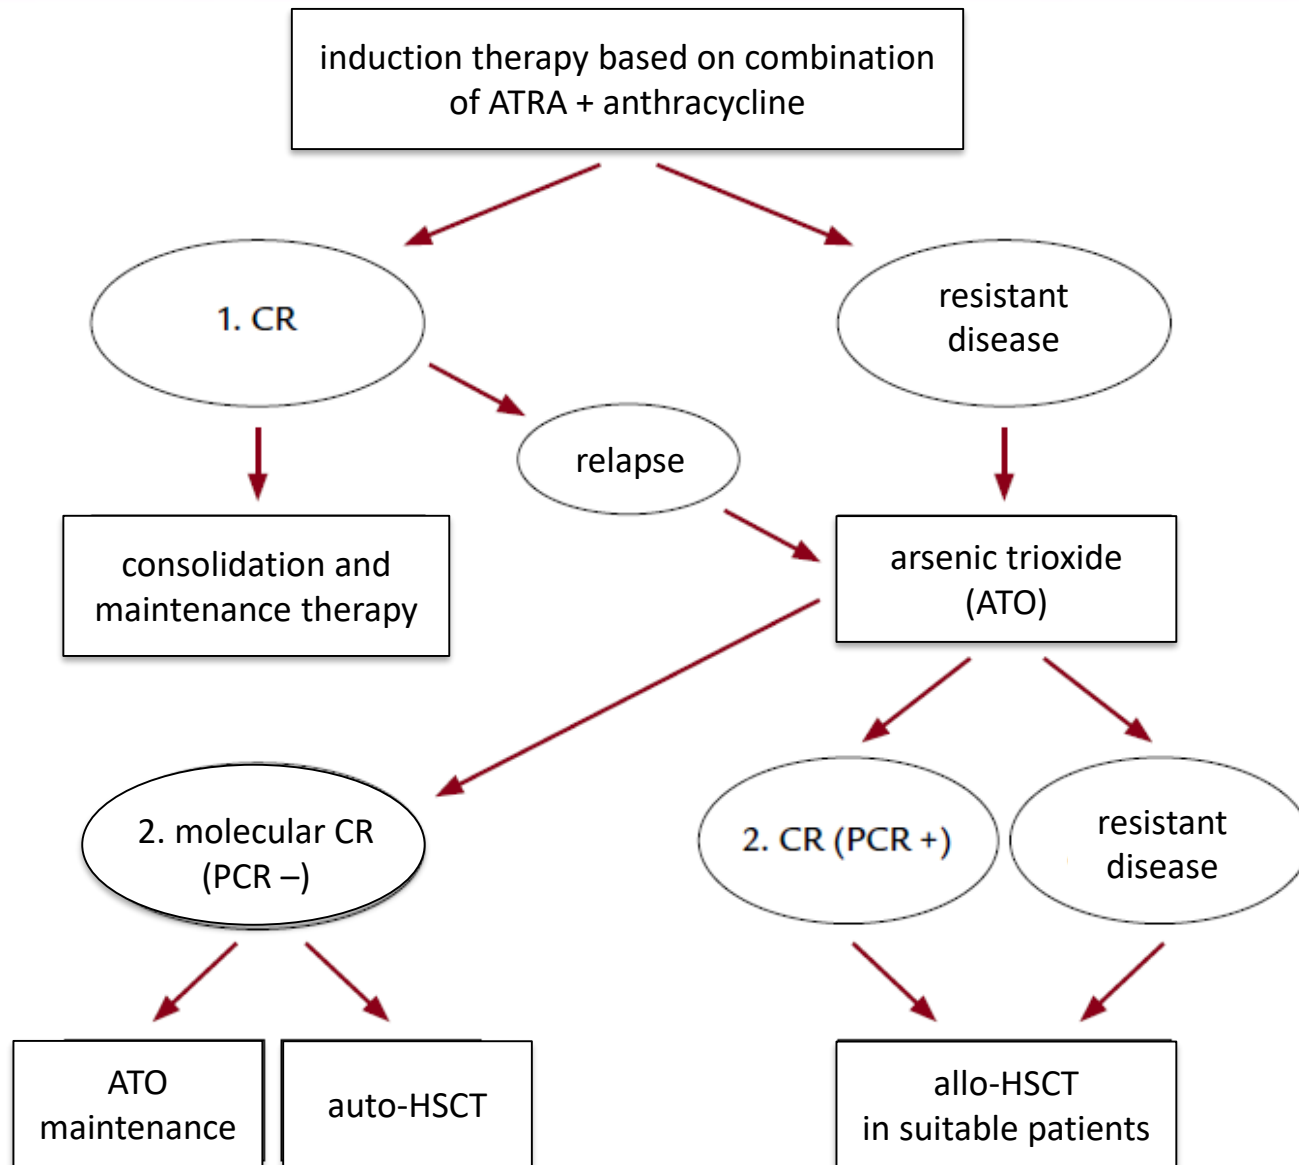 induction therapy based on combination
of ATRA + anthracycline
1. CR
resistant
disease
relapse
consolidation and
maintenance therapy
arsenic trioxide
(ATO)
2. molecular CR
(PCR –)
2. CR (PCR +)
resistant
disease
ATO
maintenance
auto-HSCT
allo-HSCT
in suitable patients